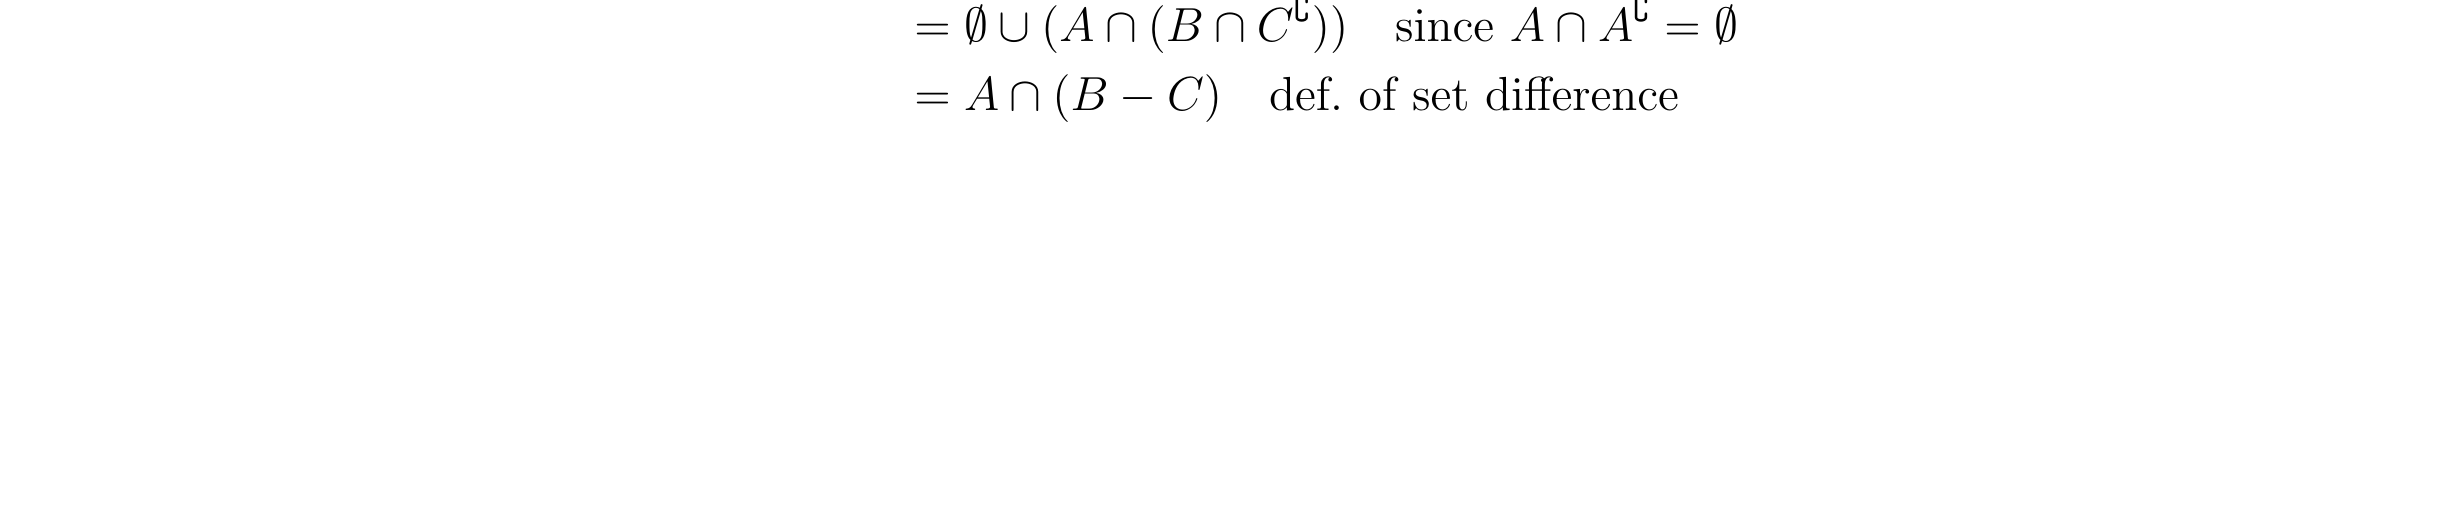 = ∅ ∪ (A ∩ (B ∩ C∁)) since A ∩ A∁ = ∅
= A ∩ (B − C) def. of set difference